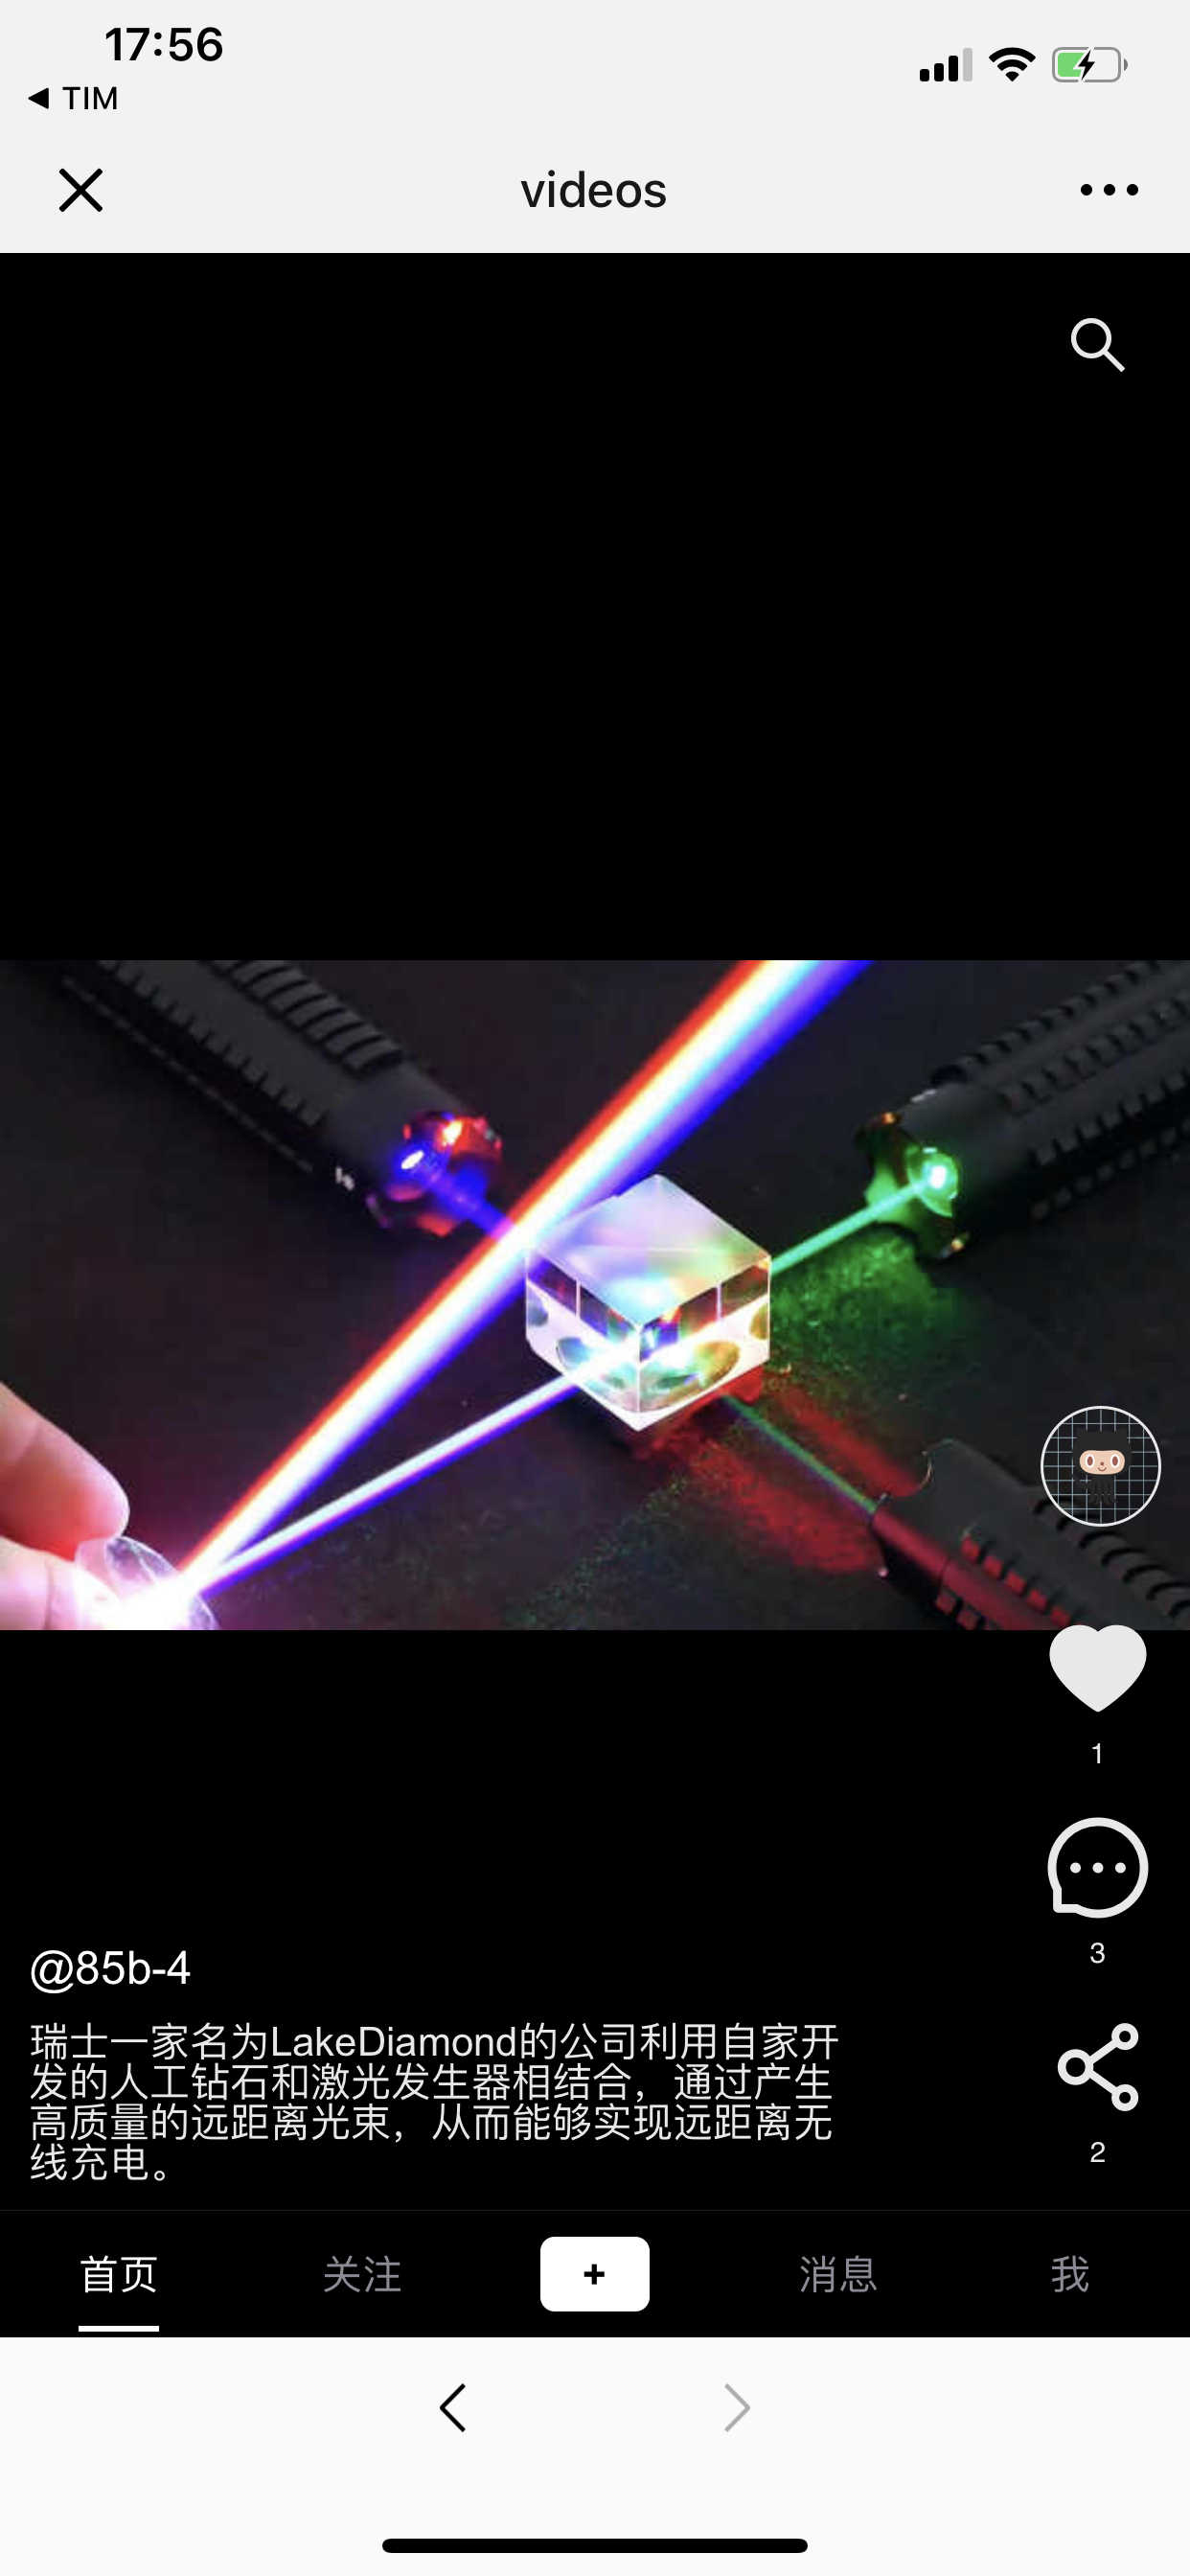 17:56
TIM
videos
@85b-4
瑞士一家名为LakeDiamond的公司利用自家开
发的人工钻石和激光发生器相结合，通过产生
高质量的远距离光束，从而能够实现远距离无
线充电。
1
3
2
首页
关注
+
消息
我